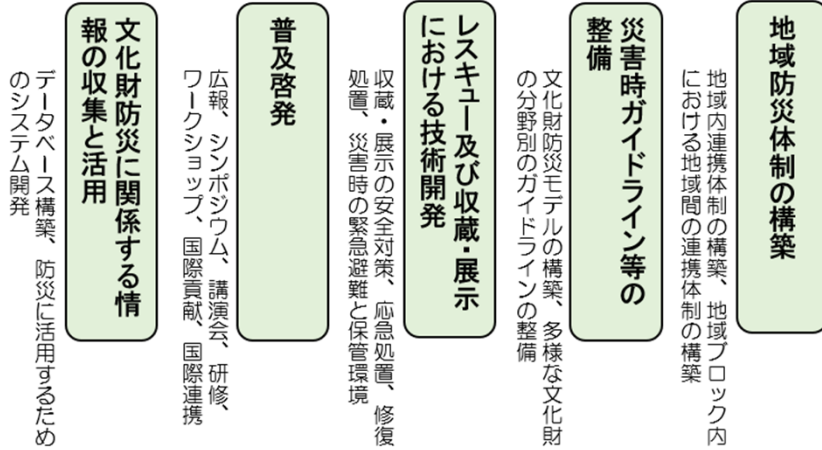 地域防災体制の構築
地域内連携体制の構築、地域ブロック内
における地域間の連携体制の構築
災害時ガイドライン等の
整備
文化財防災モデルの構築、多様な文化財
の分野別のガイドラインの整備
レスキュー及び収蔵・展示
における技術開発
収蔵・展示の安全対策、応急処置、修復
処置、災害時の緊急避難と保管環境
普及啓発
広報、シンポジウム、講演会、研修、
ワークショップ、国際貢献、国際連携
文化財防災に関係する情
報の収集と活用
データベース構築、防災に活用するため
のシステム開発